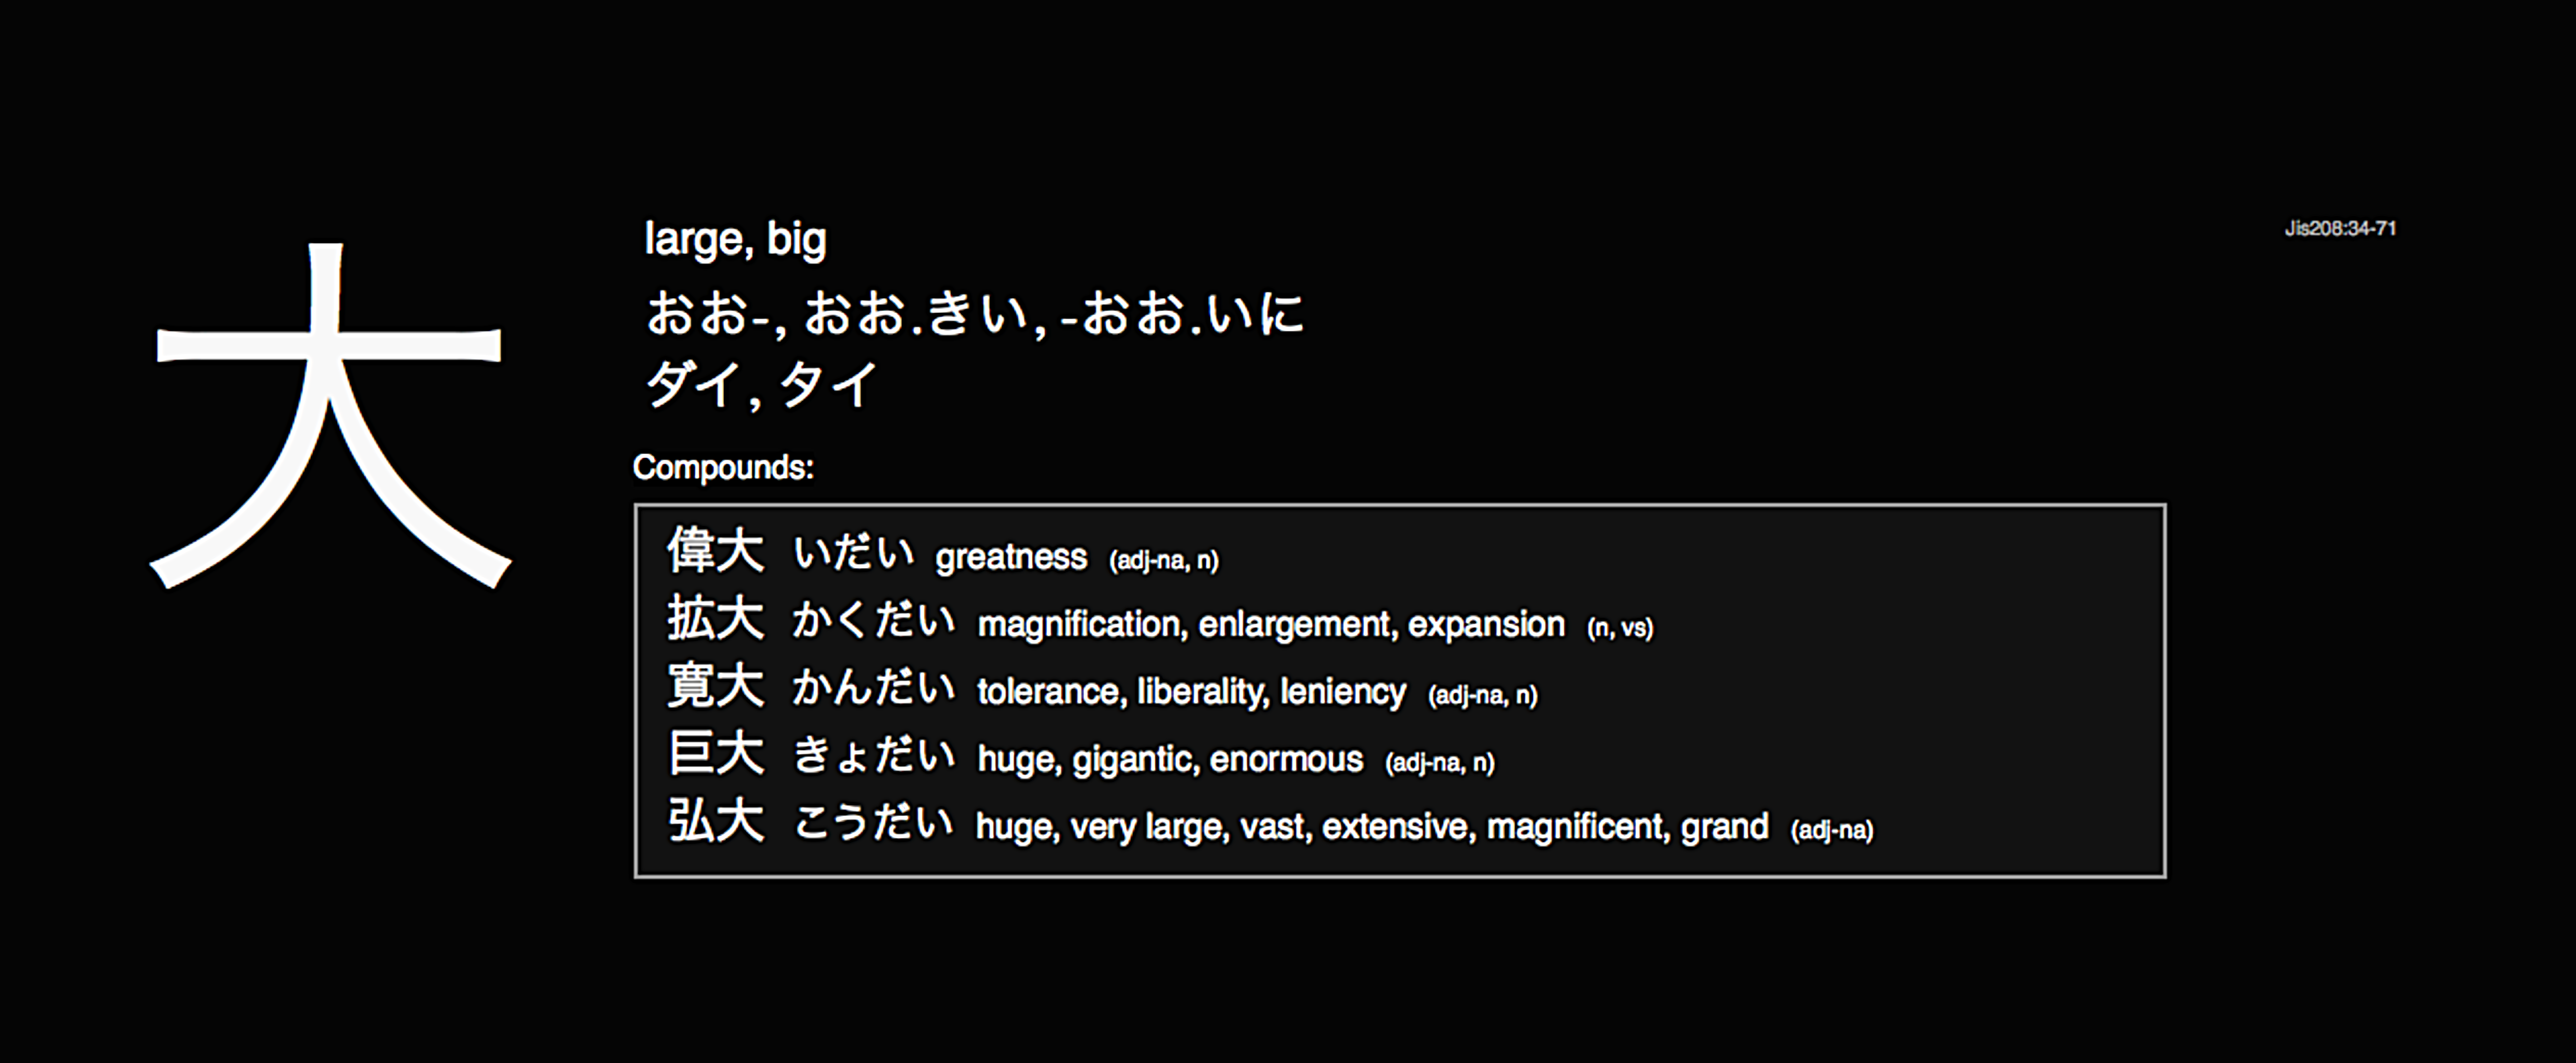 大
large, big
Jis208:34-71
おお-, おお.きい, -おお.いに
ダイ, タイ
Compounds:
偉大 いだい greatness (adj-na, n)
拡大 かくだい magnification, enlargement, expansion (n, vs)
寛大 かんだい tolerance, liberality, leniency (adj-na, n)
巨大 きょだい huge, gigantic, enormous (adj-na, n)
弘大 こうだい huge, very large, vast, extensive, magnificent, grand (adj-na)